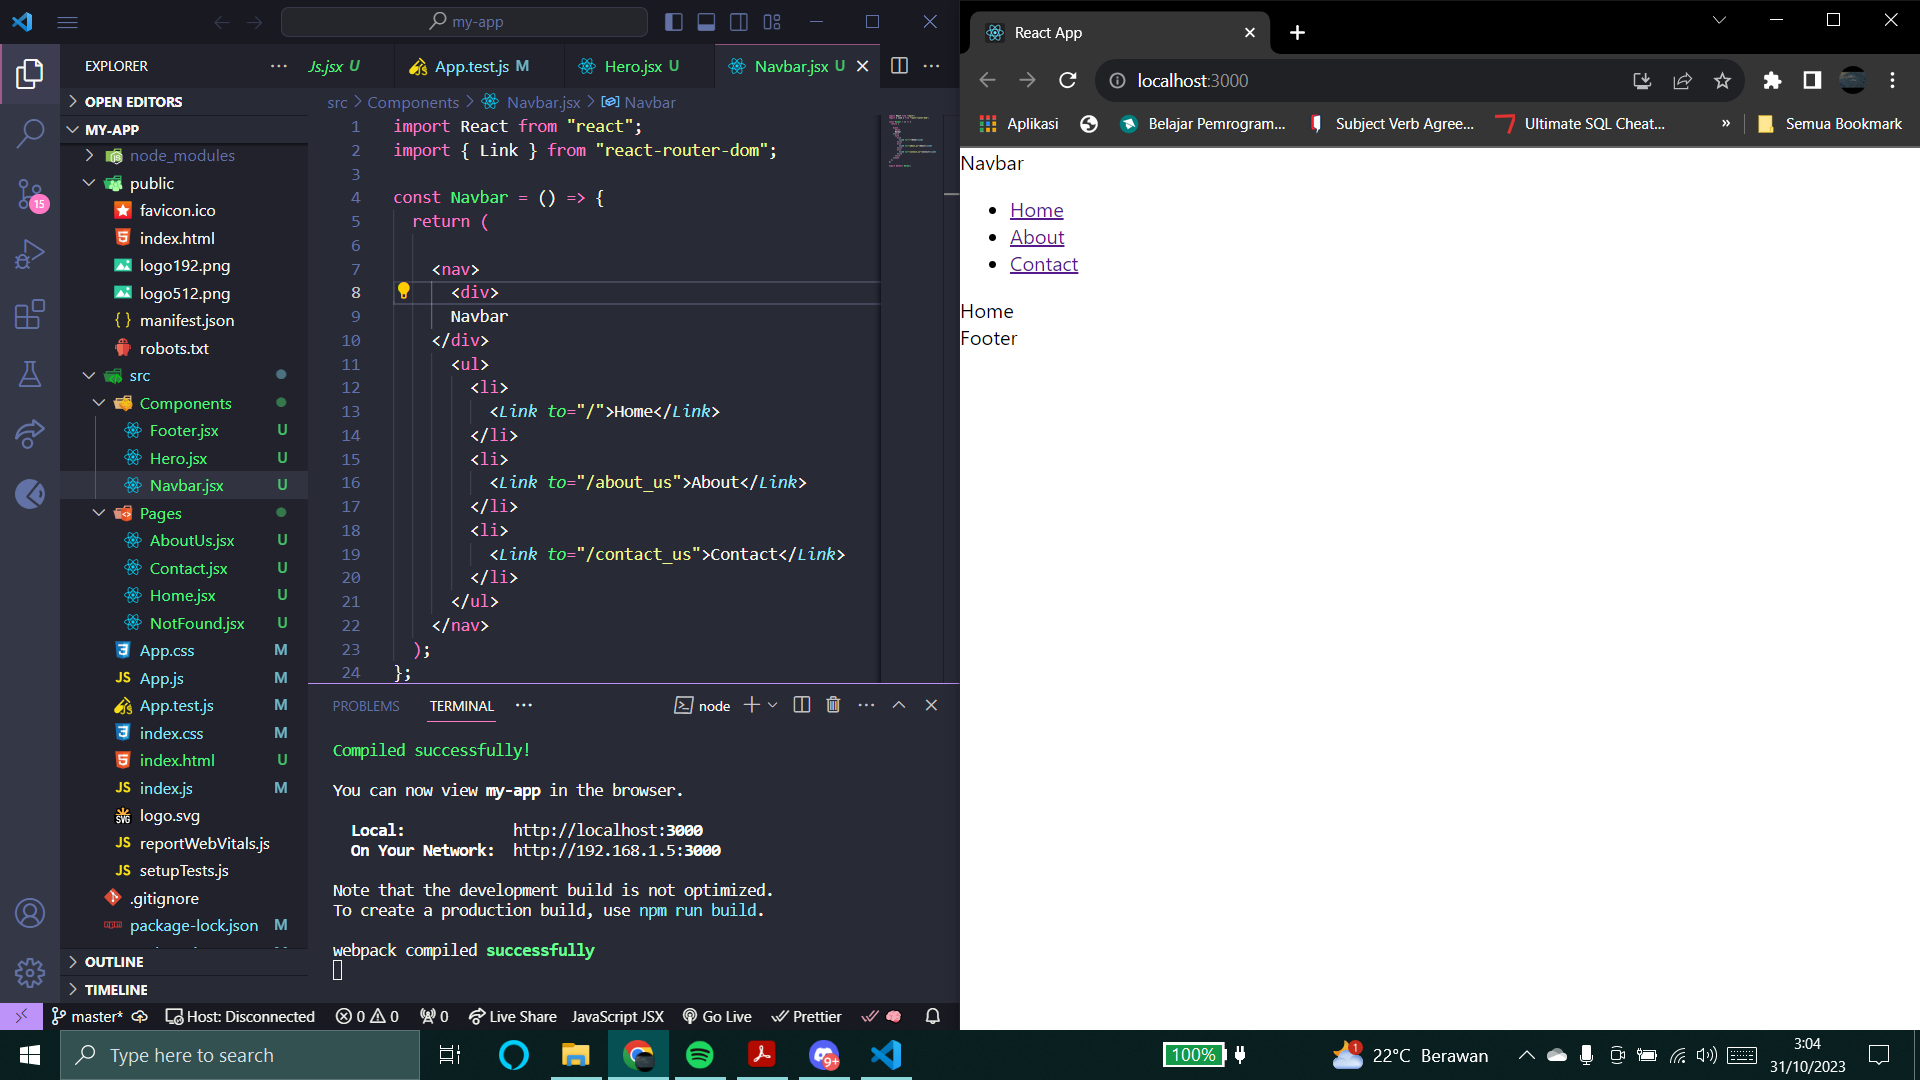 my-app
EXPLORER
Js.jsx U
App.test.js M
Hero.jsx U
Navbar.jsx U
OPEN EDITORS
MY-APP
node_modules
public
favicon.ico
index.html
logo192.png
logo512.png
manifest.json
robots.txt
src
Components
Footer.jsx U
Hero.jsx U
Navbar.jsx U
Pages
AboutUs.jsx U
Contact.jsx U
Home.jsx U
NotFound.jsx U
App.css M
JS App.js M
App.test.js M
index.css M
index.html U
JS index.js M
logo.svg
JS reportWebVitals.js
JS setupTests.js
.gitignore
package-lock.json M
OUTLINE
TIMELINE
15
src > Components > Navbar.jsx > Navbar
1 import React from "react";
2 import { Link } from "react-router-dom";
3
4 const Navbar = () => {
5 return (
6
7 <nav>
8 <div>
9 Navbar
10 </div>
11 <ul>
12 <li>
13 <Link to="/">Home</Link>
14 </li>
15 <li>
16 <Link to="/about_us">About</Link>
17 </li>
18 <li>
19 <Link to="/contact_us">Contact</Link>
20 </li>
21 </ul>
22 </nav>
23 );
24 };
PROBLEMS
TERMINAL
node
Compiled successfully!
You can now view my-app in the browser.
Local: http://localhost:3000
On Your Network: http://192.168.1.5:3000
Note that the development build is not optimized.
To create a production build, use npm run build.
webpack compiled successfully
master*
Host: Disconnected
0
0
0
Live Share
JavaScript JSX
Go Live
Prettier
React App
localhost:3000
Aplikasi
Belajar Pemrogram...
Subject Verb Agree...
Ultimate SQL Cheat...
»
Semua Bookmark
Navbar
Home
About
Contact
Home
Footer
Type here to search
9+
100%
1
22°C Berawan
3:04
31/10/2023